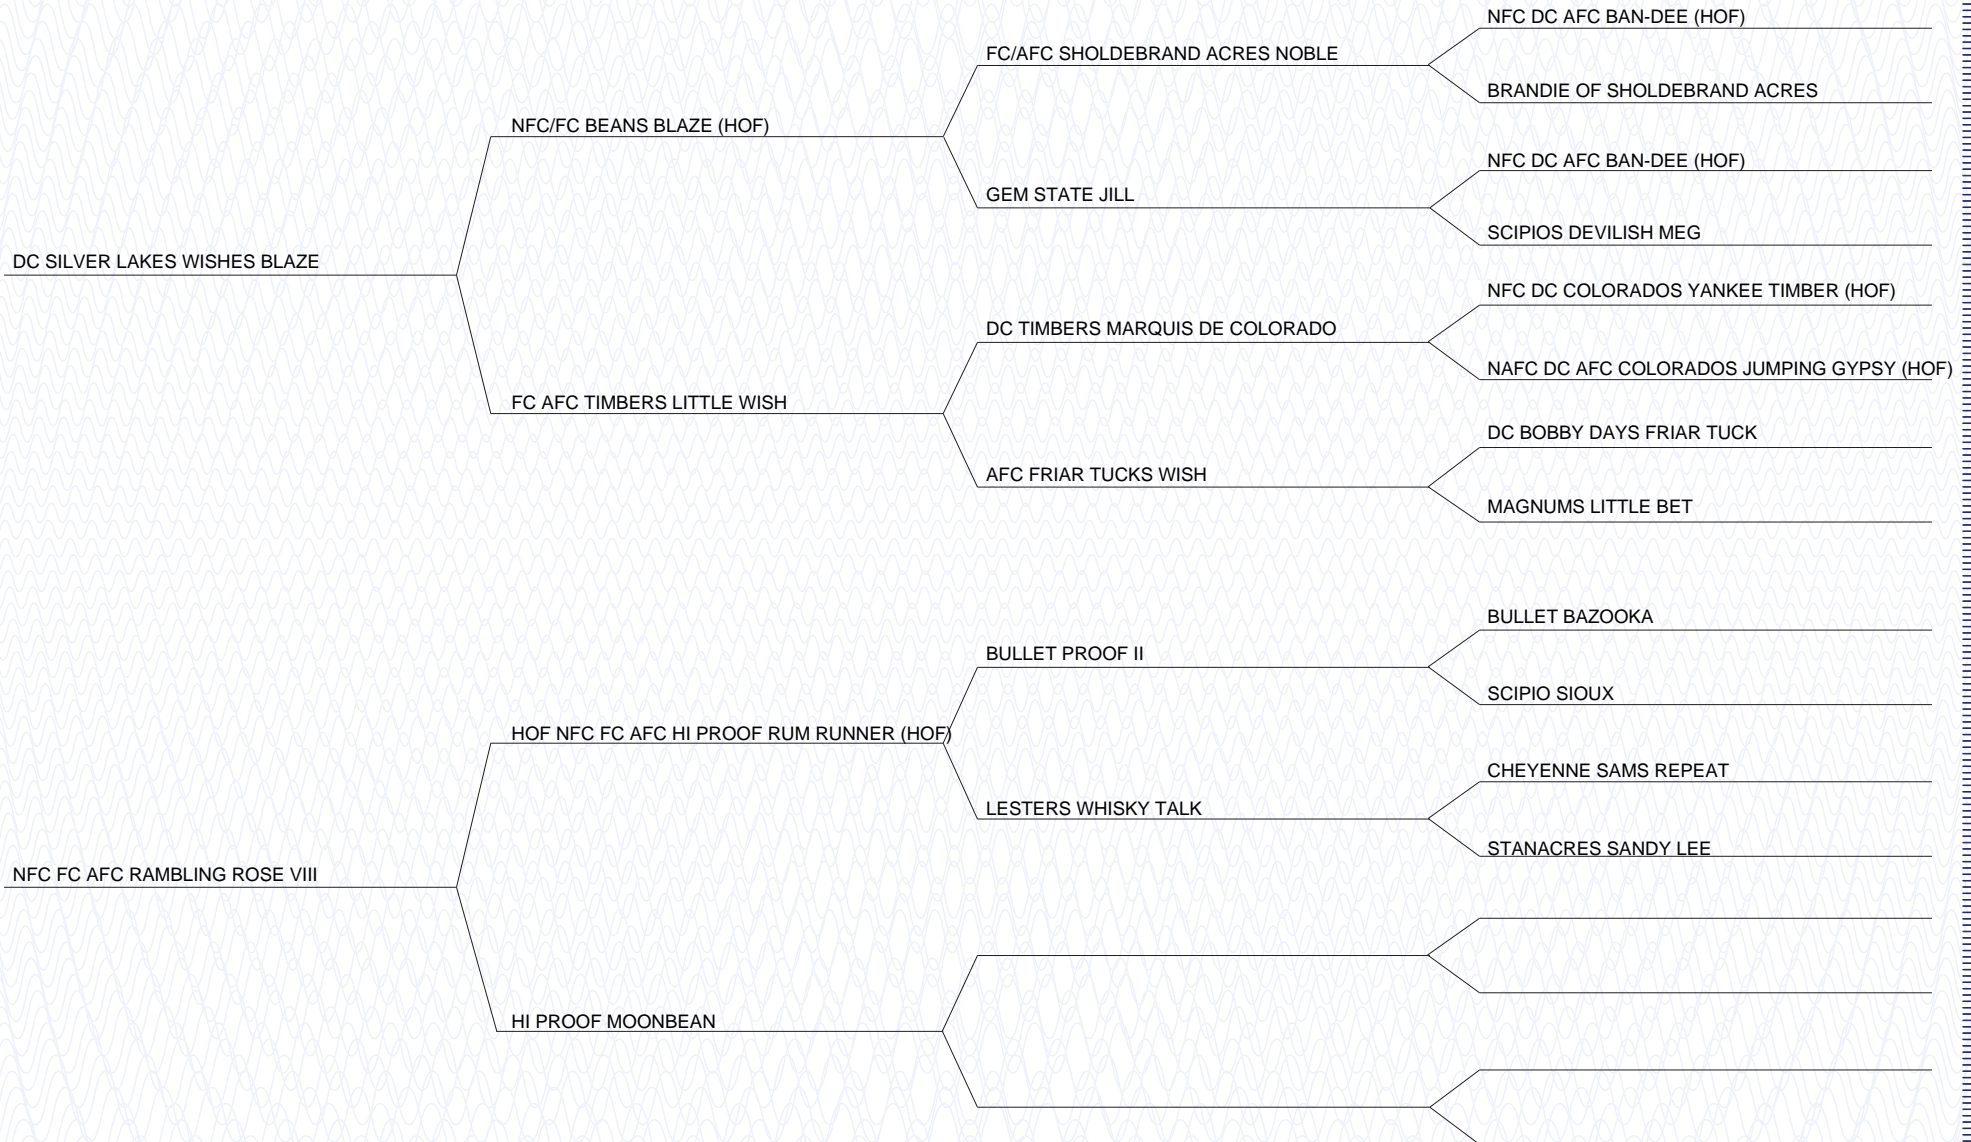 NFC DC AFC BAN-DEE (HOF)
FC/AFC SHOLDEBRAND ACRES NOBLE
BRANDIE OF SHOLDEBRAND ACRES
NFC/FC BEANS BLAZE (HOF)
NFC DC AFC BAN-DEE (HOF)
GEM STATE JILL
SCIPIOS DEVILISH MEG
DC SILVER LAKES WISHES BLAZE
NFC DC COLORADOS YANKEE TIMBER (HOF)
DC TIMBERS MARQUIS DE COLORADO
NAFC DC AFC COLORADOS JUMPING GYPSY (HOF)
FC AFC TIMBERS LITTLE WISH
DC BOBBY DAYS FRIAR TUCK
AFC FRIAR TUCKS WISH
MAGNUMS LITTLE BET
BULLET BAZOOKA
BULLET PROOF II
SCIPIO SIOUX
HOF NFC FC AFC HI PROOF RUM RUNNER (HOF)
CHEYENNE SAMS REPEAT
LESTERS WHISKY TALK
STANACRES SANDY LEE
NFC FC AFC RAMBLING ROSE VIII
HI PROOF MOONBEAN